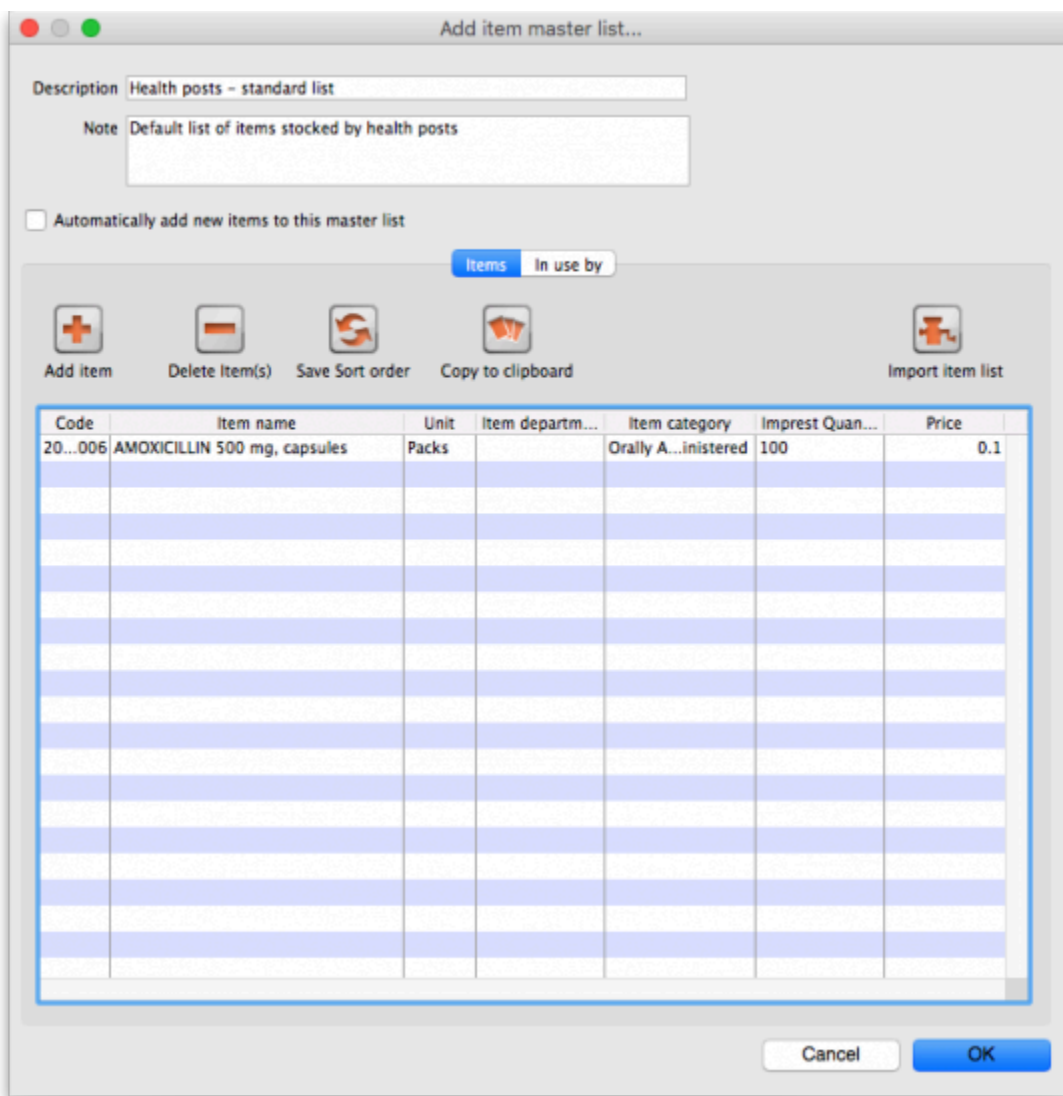 Add item master list...
Description Health posts – standard list
Note Default list of items stocked by health posts
Automatically add new items to this master list
Items In use by
Add item Delete Item(s) Save Sort order Copy to clipboard Import item list
Code Item name Unit Item departm... Item category Imprest Quan... Price
20...006 AMOXICILLIN 500 mg, capsules Packs Orally A...inistered 100 0.1
Cancel OK